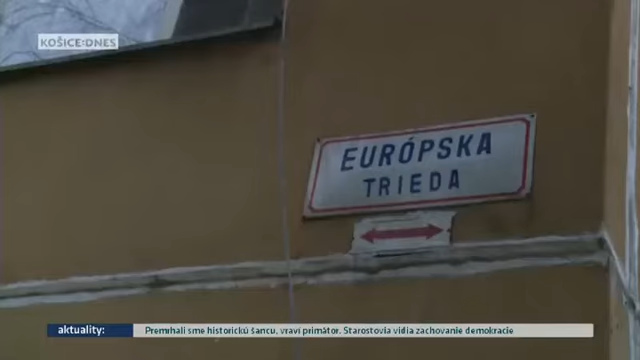 KOŠICE:DNES
EURÓPSKA
TRIEDA
aktuality: Premrhali sme historickú šancu, vraví primátor. Starostovia vidia zachovanie demokracie